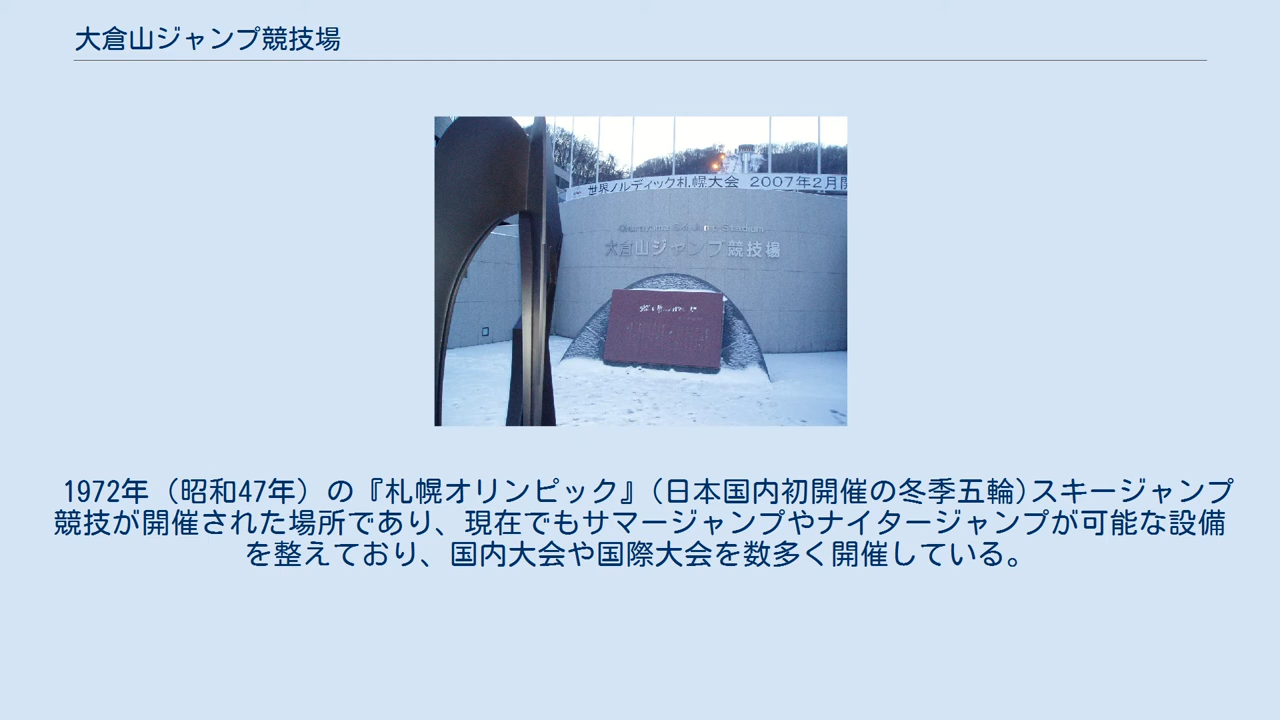 大倉山ジャンプ競技場
世界ノルディック札幌大会 2007年2月開
大倉山ジャンプ競技場
1972年（昭和47年）の『札幌オリンピック』(日本国内初開催の冬季五輪)スキージャンプ
競技が開催された場所であり、現在でもサマージャンプやナイタージャンプが可能な設備
を整えており、国内大会や国際大会を数多く開催している。